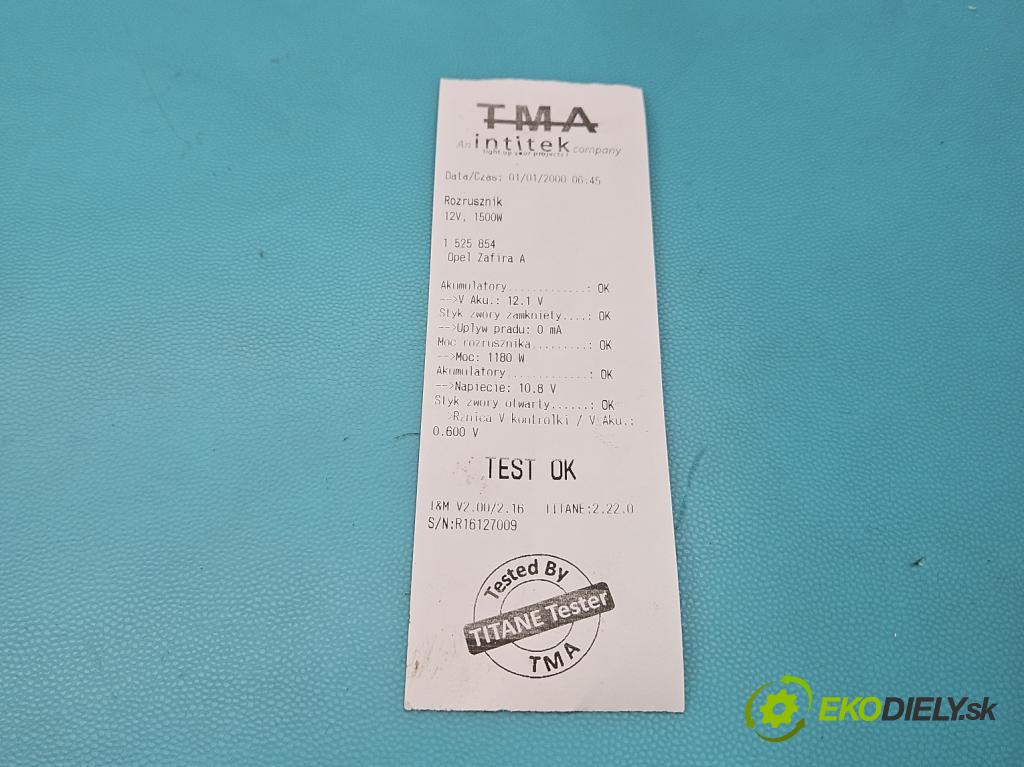 TMA
An intitek company
light up your projects!
Data/Czas: 01/01/2000 06:45
Rozrusznik
12V, 1500W
1 525 854
Opel Zafira A
Akumulatory............: OK
-->V Aku.: 12.1 V
Styk zwory zamkniety....: OK
-->Uplyw pradu: 0 mA
Moc rozrusznika.........: OK
-->Moc: 1180 W
Akumulatory............: OK
-->Napiecie: 10.8 V
Styk zwory otwarty......: OK
->Rznica V kontrolki / V Aku.:
0.600 V
TEST OK
I&M V2.00/2.16 TITANE:2.22.0
S/N:R16127009
Tested By
TITANE Tester
TMA
EKODIELY.sk